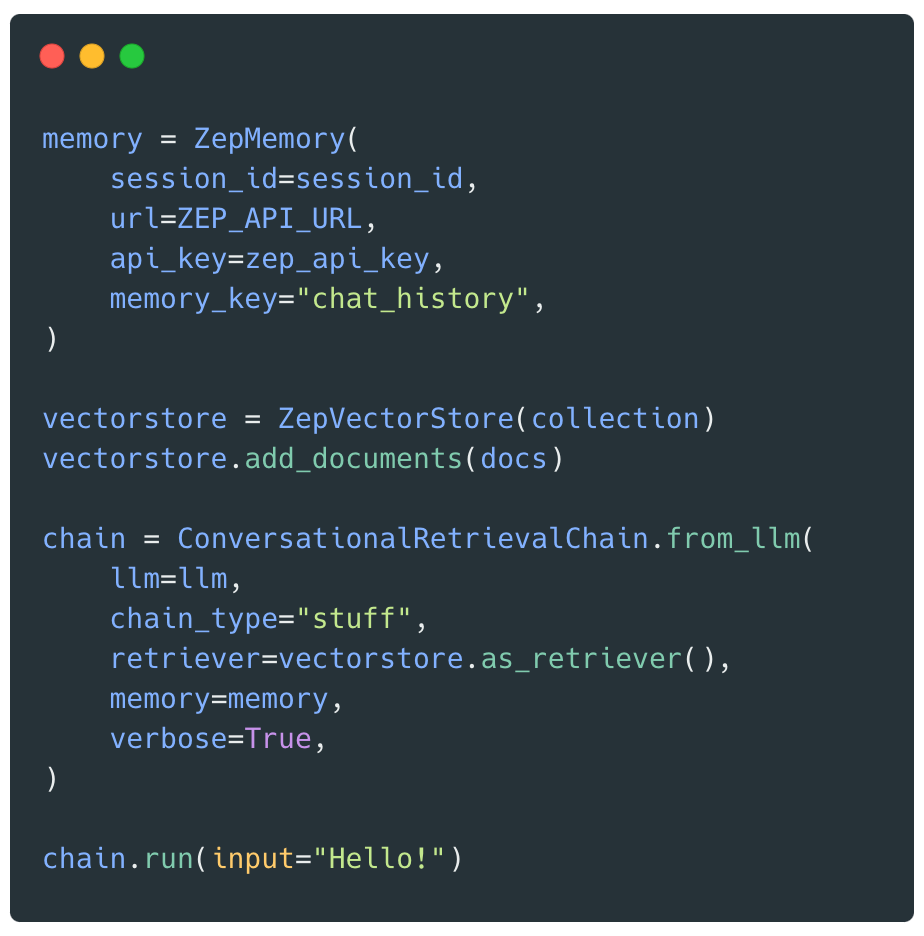 memory = ZepMemory(
    session_id=session_id,
    url=ZEP_API_URL,
    api_key=zep_api_key,
    memory_key="chat_history",
)

vectorstore = ZepVectorStore(collection)
vectorstore.add_documents(docs)

chain = ConversationalRetrievalChain.from_llm(
    llm=llm,
    chain_type="stuff",
    retriever=vectorstore.as_retriever(),
    memory=memory,
    verbose=True,
)

chain.run(input="Hello!")